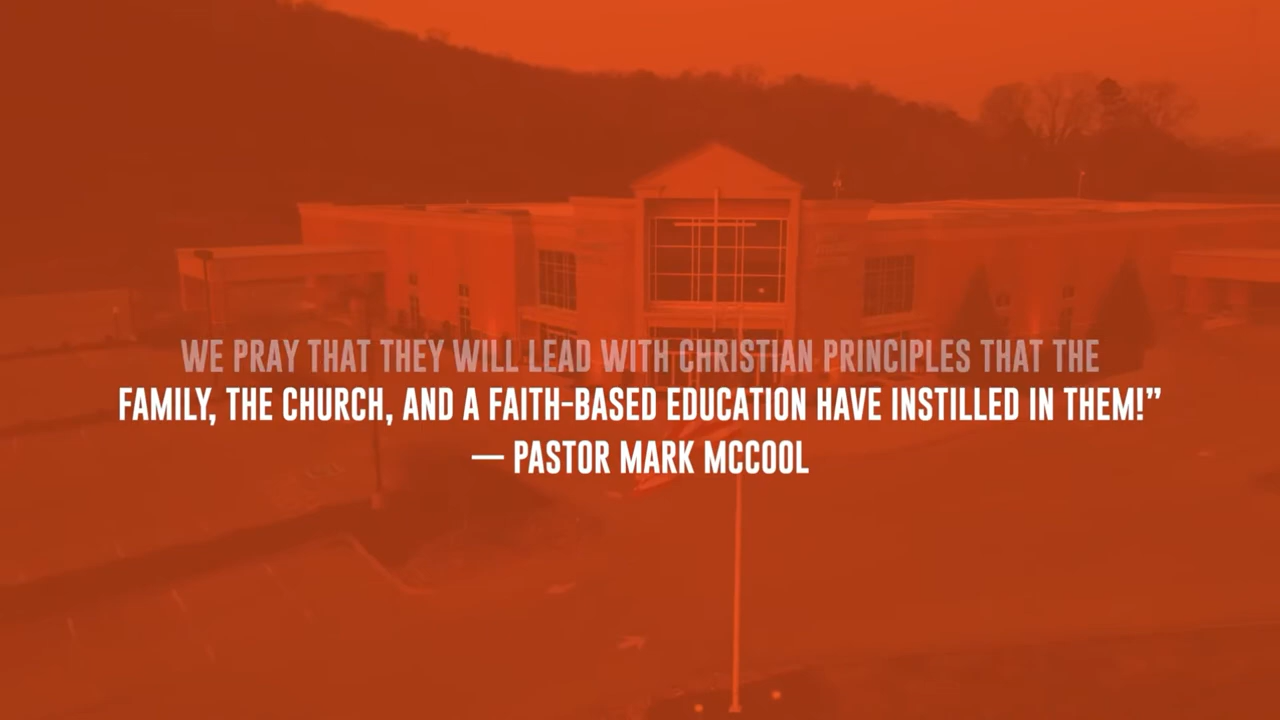 WE PRAY THAT THEY WILL LEAD WITH CHRISTIAN PRINCIPLES THAT THE
FAMILY, THE CHURCH, AND A FAITH-BASED EDUCATION HAVE INSTILLED IN THEM!”
— PASTOR MARK MCCOOL